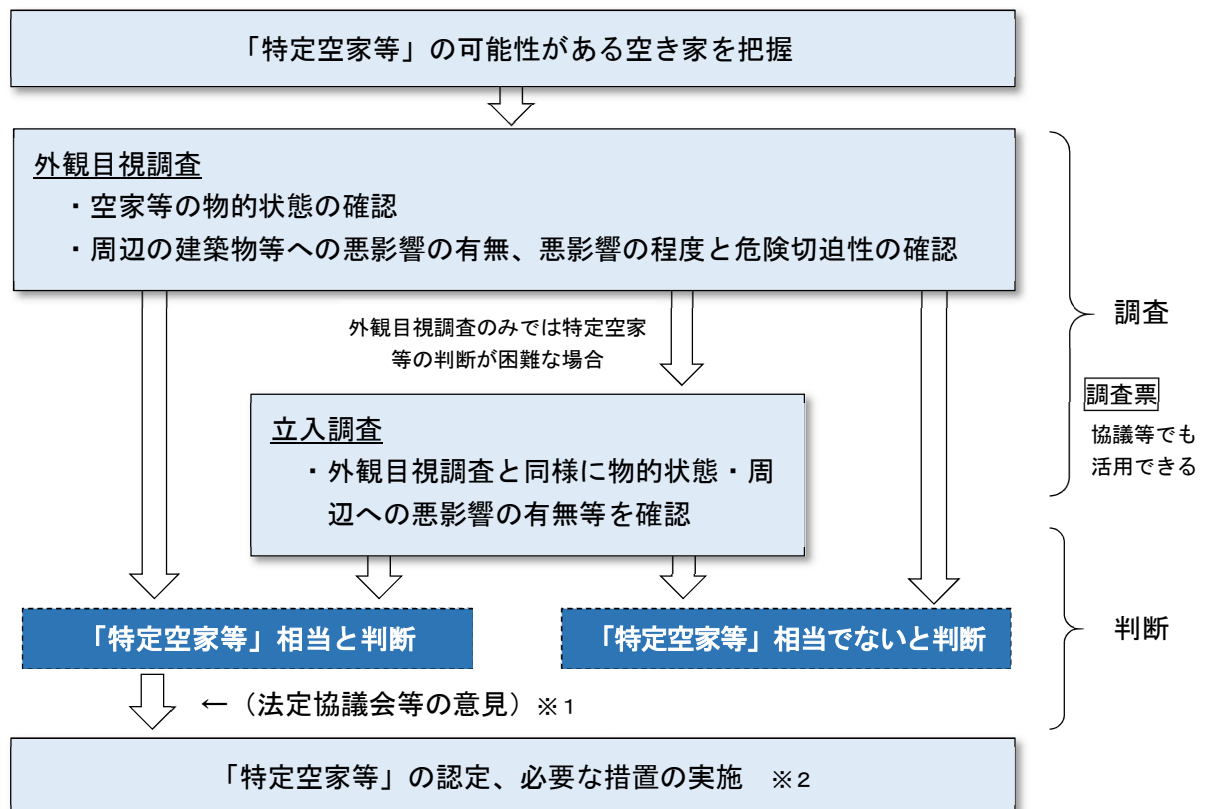 「特定空家等」の可能性がある空き家を把握
外観目視調査
・空家等の物的状態の確認
・周辺の建築物等への悪影響の有無、悪影響の程度と危険切迫性の確認
外観目視調査のみでは特定空家
等の判断が困難な場合
調査
調査票
協議等でも
活用できる
立入調査
・外観目視調査と同様に物的状態・周
辺への悪影響の有無等を確認
「特定空家等」相当と判断
「特定空家等」相当でないと判断
判断
←（法定協議会等の意見）※1
「特定空家等」の認定、必要な措置の実施 ※2